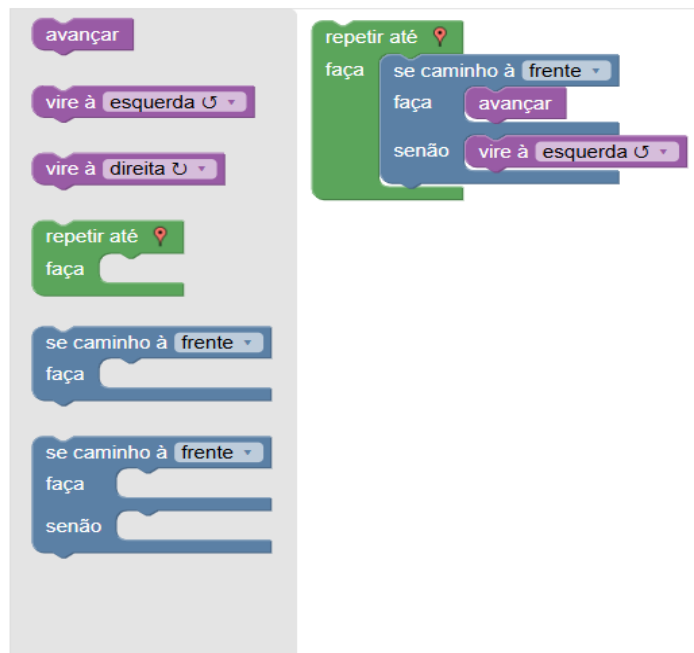 avançar
vire à esquerda ↺
vire à direita ↻
repetir até
faça
se caminho à frente
faça
se caminho à frente
faça
senão
repetir até
faça se caminho à frente
faça avançar
senão vire à esquerda ↺